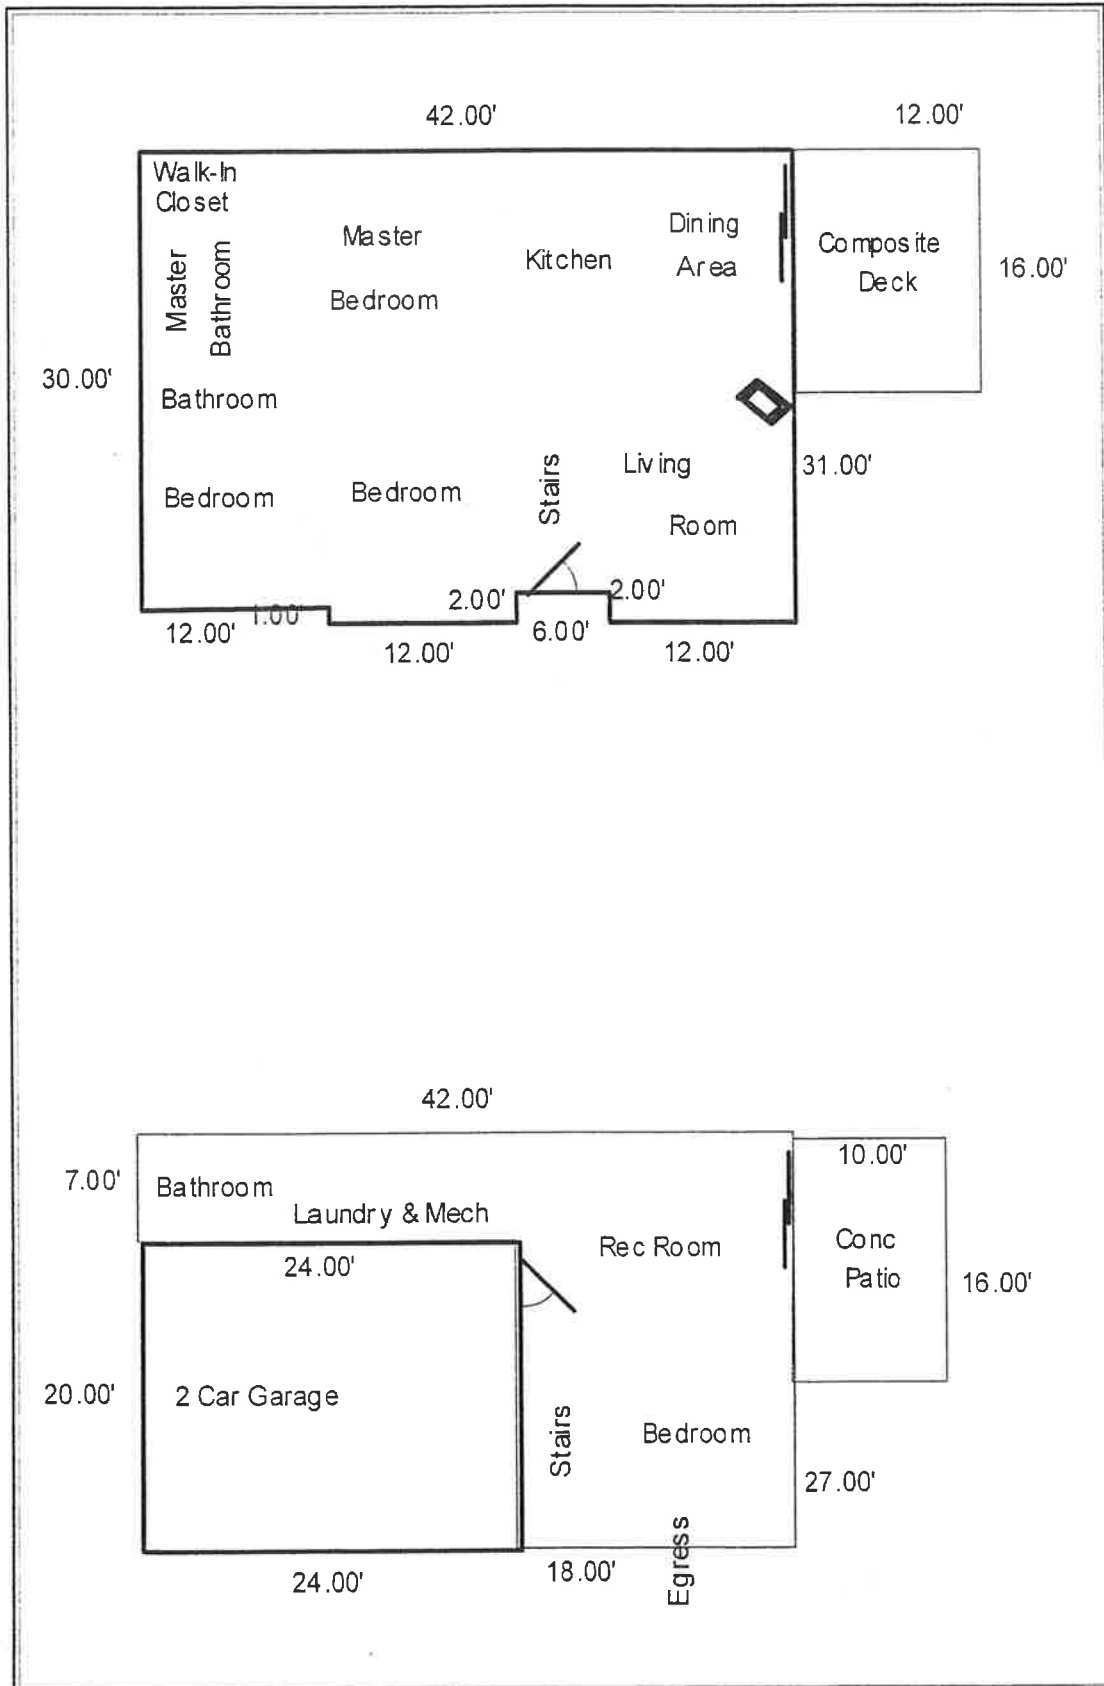 42.00'
12.00'
Walk-In
Closet
Master
Bathroom
Master
Bedroom
Kitchen
Dining
Area
Composite
Deck
16.00'
30.00'
Bathroom
Bedroom
Bedroom
Stairs
Living
Room
31.00'
1.00'
12.00'
2.00'
12.00'
6.00'
2.00'
12.00'
42.00'
7.00'
Bathroom
Laundry & Mech
24.00'
Rec Room
10.00'
Conc
Patio
16.00'
20.00'
2 Car Garage
Stairs
Bedroom
27.00'
24.00'
18.00'
Egress